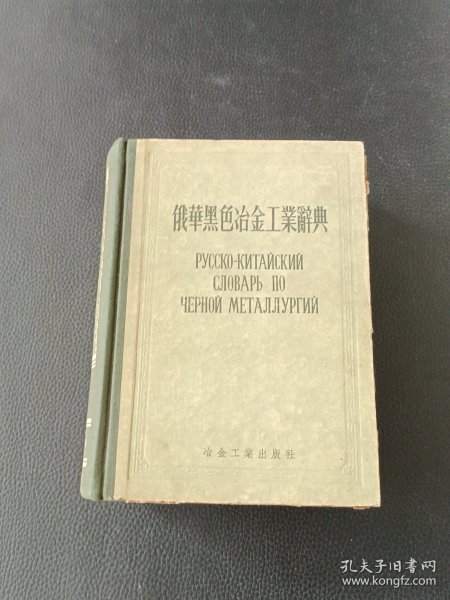 俄華黑色冶金工業辭典
РУССКО-КИТАЙСКИЙ
СЛОВАРЬ ПО
ЧЕРНОЙ МЕТАЛЛУРГИЙ
冶金工業出版社
孔夫子旧书网
www.kongfz.com